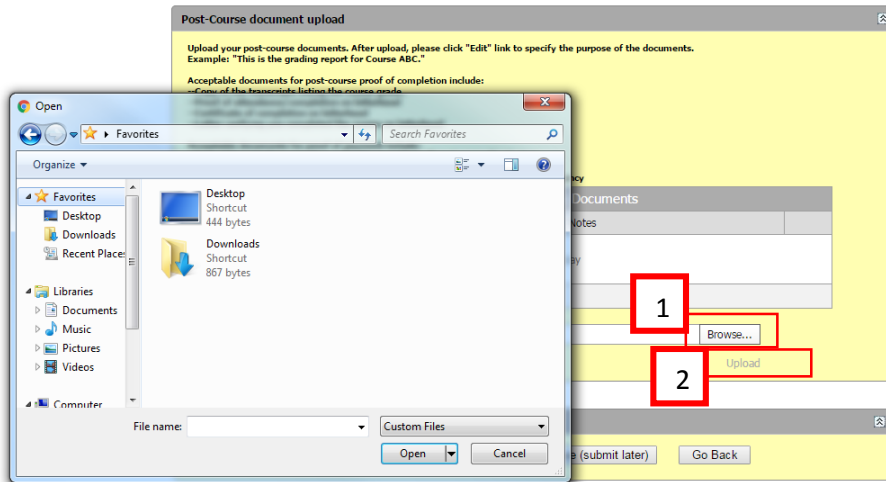 Post-Course document upload
Upload your post-course documents. After upload, please click "Edit" link to specify the purpose of the documents.
Example: "This is the grading report for Course ABC."
Acceptable documents for post-course proof of completion include:
--Copy of the transcripts listing the course grade
Open
Favorites
Search Favorites
Organize
Favorites
Desktop
Downloads
Recent Place
Libraries
Documents
Music
Pictures
Videos
Computer
Desktop
Shortcut
444 bytes
Downloads
Shortcut
867 bytes
File name:
Custom Files
Open
Cancel
ncy
Documents
Notes
ay
1
Browse...
2
Upload
(submit later)
Go Back